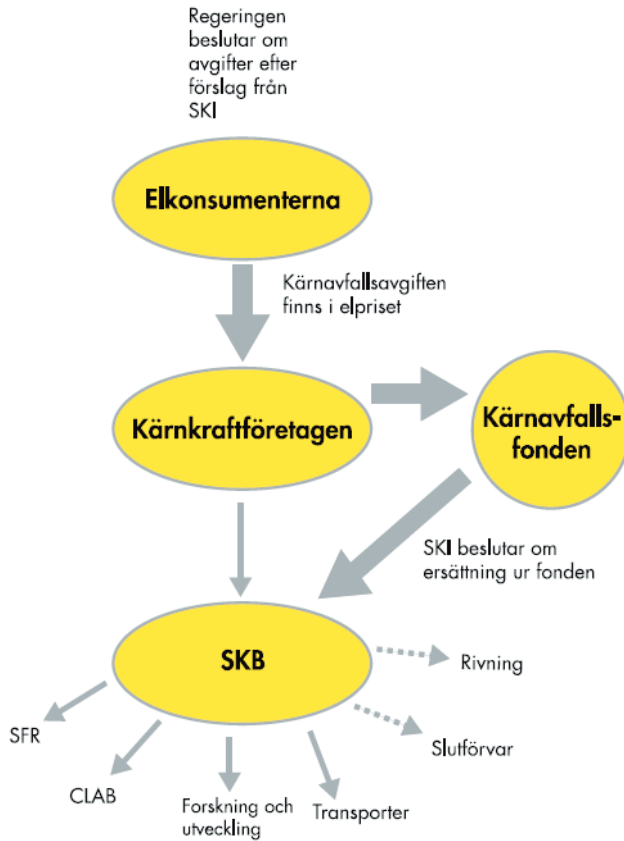 Regeringen
beslutar om
avgifter efter
förslag från
SKI
Elkonsumenterna
Kärnavfallsavgiften
finns i elpriset
Kärnkraftföretagen
Kärnavfalls-
fonden
SKI beslutar om
ersättning ur fonden
SKB
Rivning
Slutförvar
SFR
CLAB
Forskning och
utveckling
Transporter